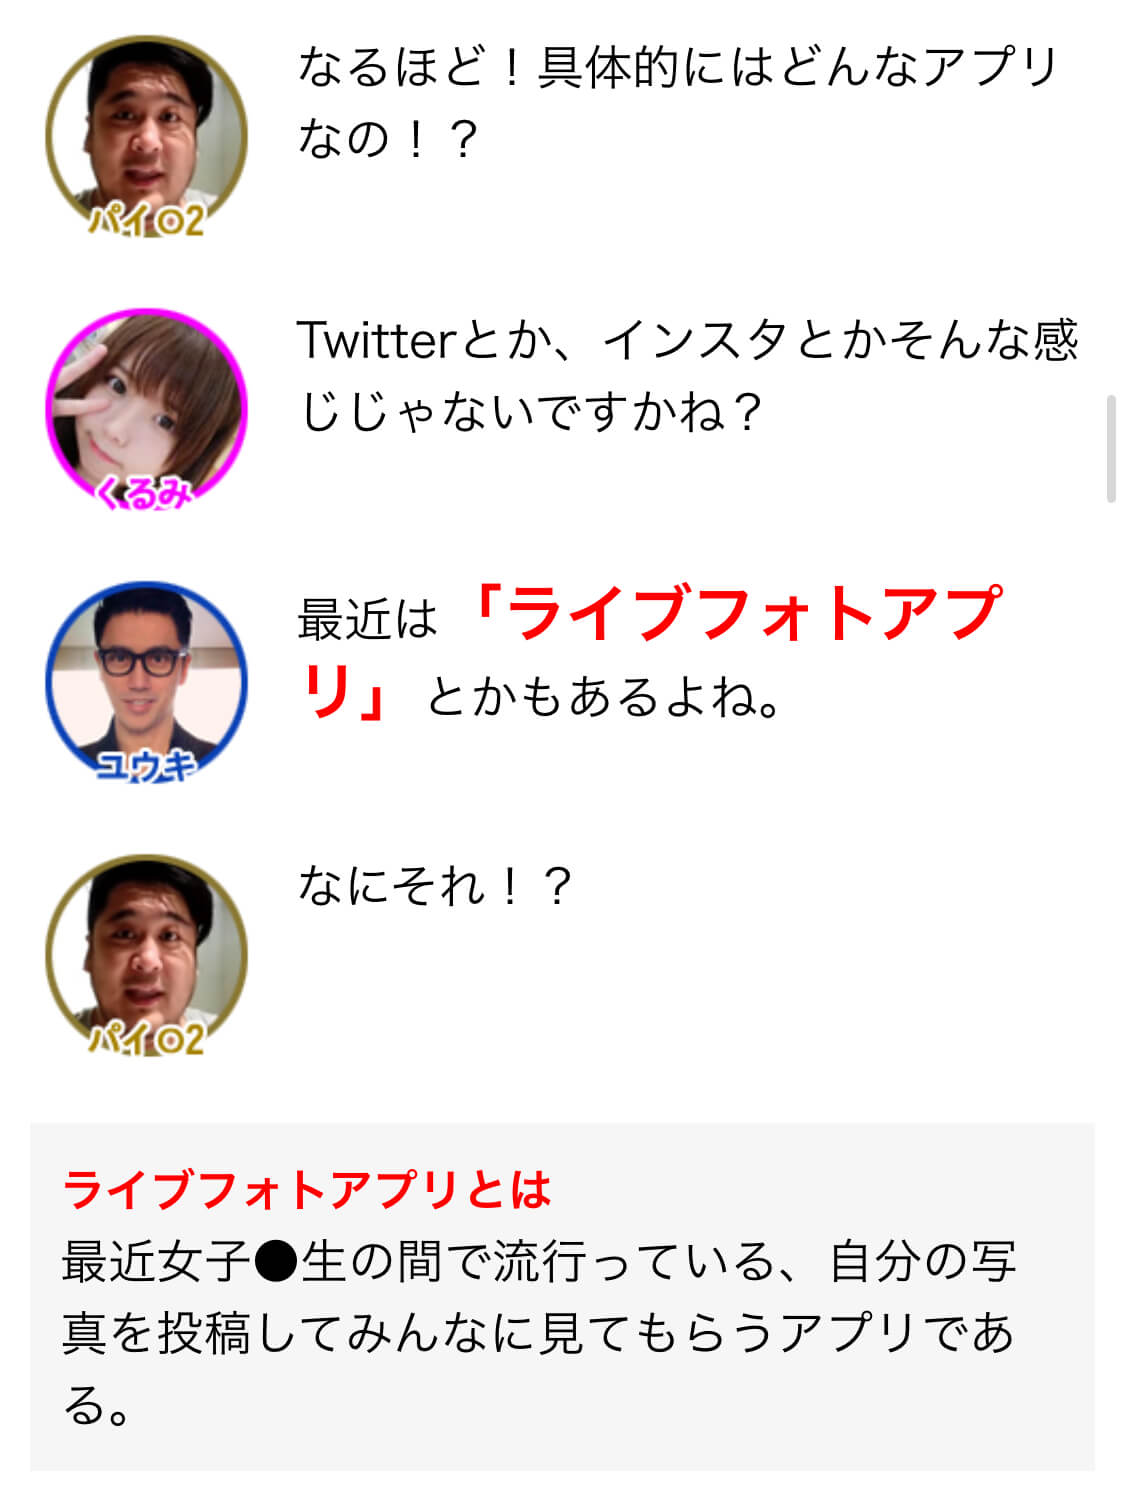 なるほど！具体的にはどんなアプリ
なの！？
パイ○2
Twitterとか、インスタとかそんな感
じじゃないですかね？
くるみ
最近は「ライブフォトアプ
リ」とかもあるよね。
ユウキ
なにそれ！？
パイ○2
ライブフォトアプリとは
最近女子●生の間で流行っている、自分の写
真を投稿してみんなに見てもらうアプリであ
る。